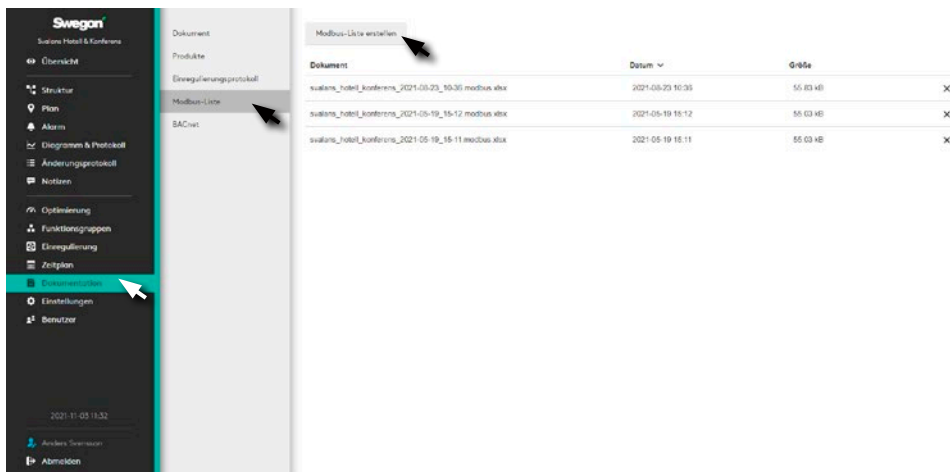 Swegon
Svalans Hotell & Konferens
Übersicht
Struktur
Plan
Alarm
Diagramm & Protokoll
Änderungsprotokoll
Notizen
Optimierung
Funktionsgruppen
Einregulierung
Zeitplan
Dokumentation
Einstellungen
Benutzer
2021-11-03 11:32
Anders Svensson
Abmelden
Dokument
Produkte
Einregulierungsprotokoll
Modbus-Liste
BACnet
Modbus-Liste erstellen
Dokument Datum Größe
svalans_hotell_konferens_2021-08-23_10-36 modbus.xlsx 2021-08-23 10:36 55.03 kB
svalans_hotell_konferens_2021-05-19_15-12 modbus.xlsx 2021-05-19 15:12 55.03 kB
svalans_hotell_konferens_2021-05-19_15-11 modbus.xlsx 2021-05-19 15:11 55.03 kB